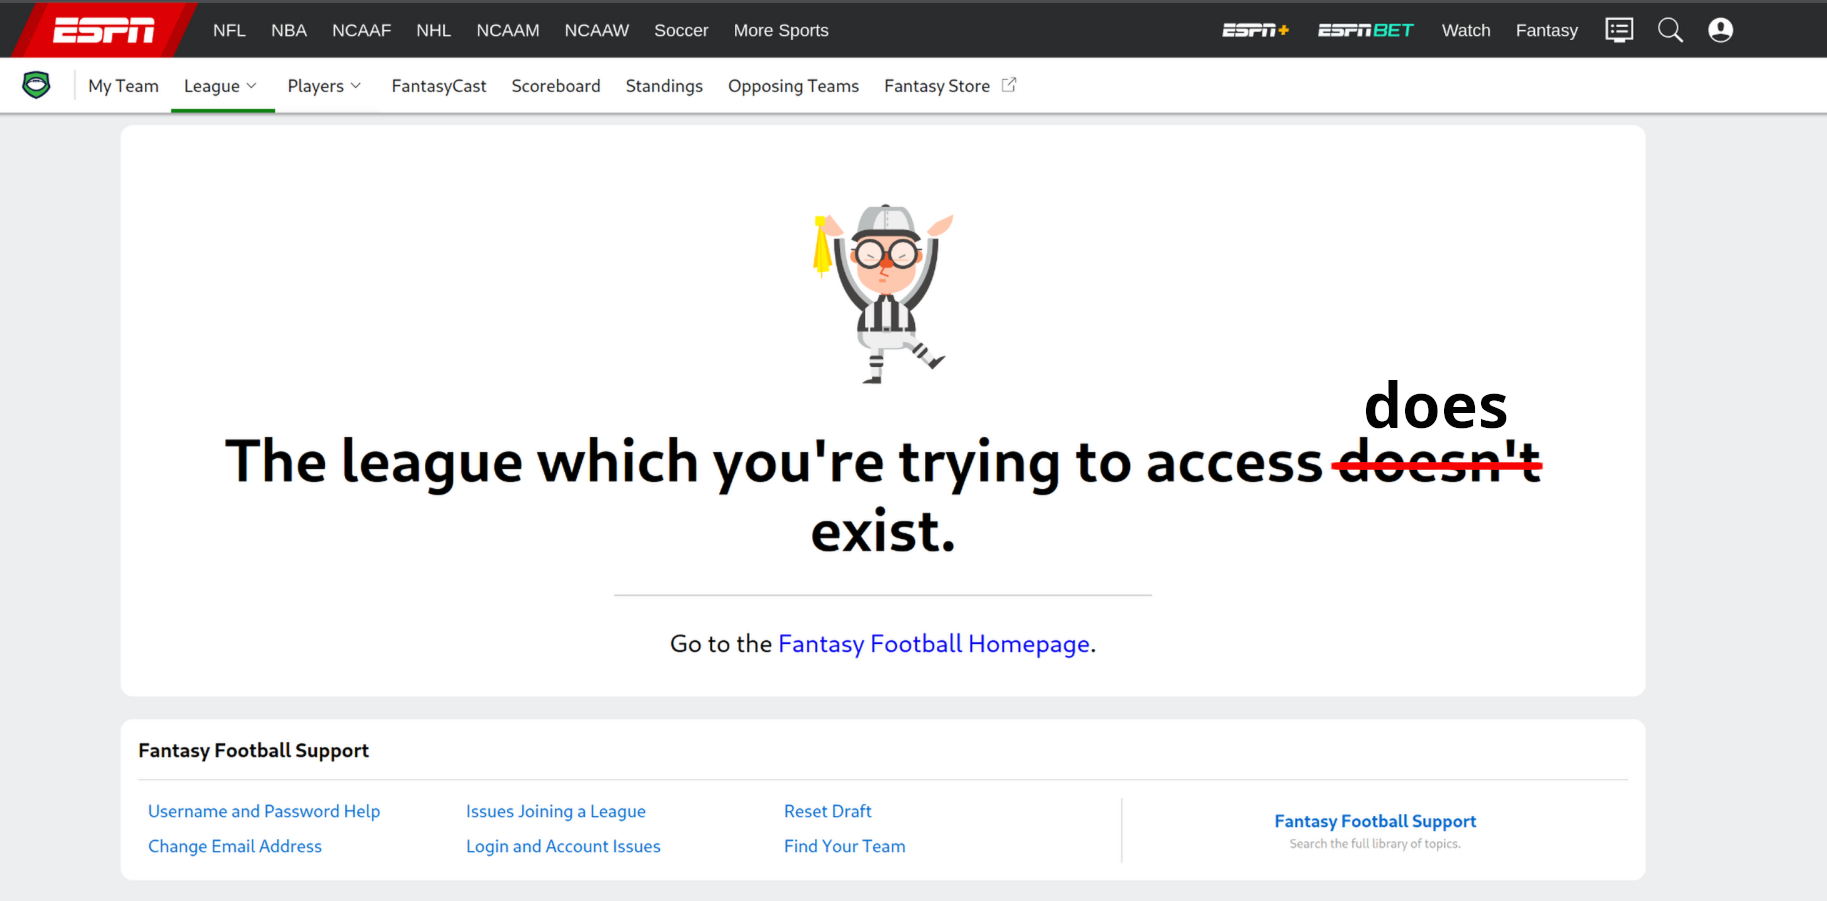 ESPN NFL NBA NCAAF NHL NCAAM NCAAW Soccer More Sports ESPN+ ESPN BET Watch Fantasy
My Team League Players FantasyCast Scoreboard Standings Opposing Teams Fantasy Store
does
The league which you're trying to access doesn't
exist.
Go to the Fantasy Football Homepage.
Fantasy Football Support
Username and Password Help Issues Joining a League Reset Draft
Change Email Address Login and Account Issues Find Your Team
Fantasy Football Support
Search the full library of topics.